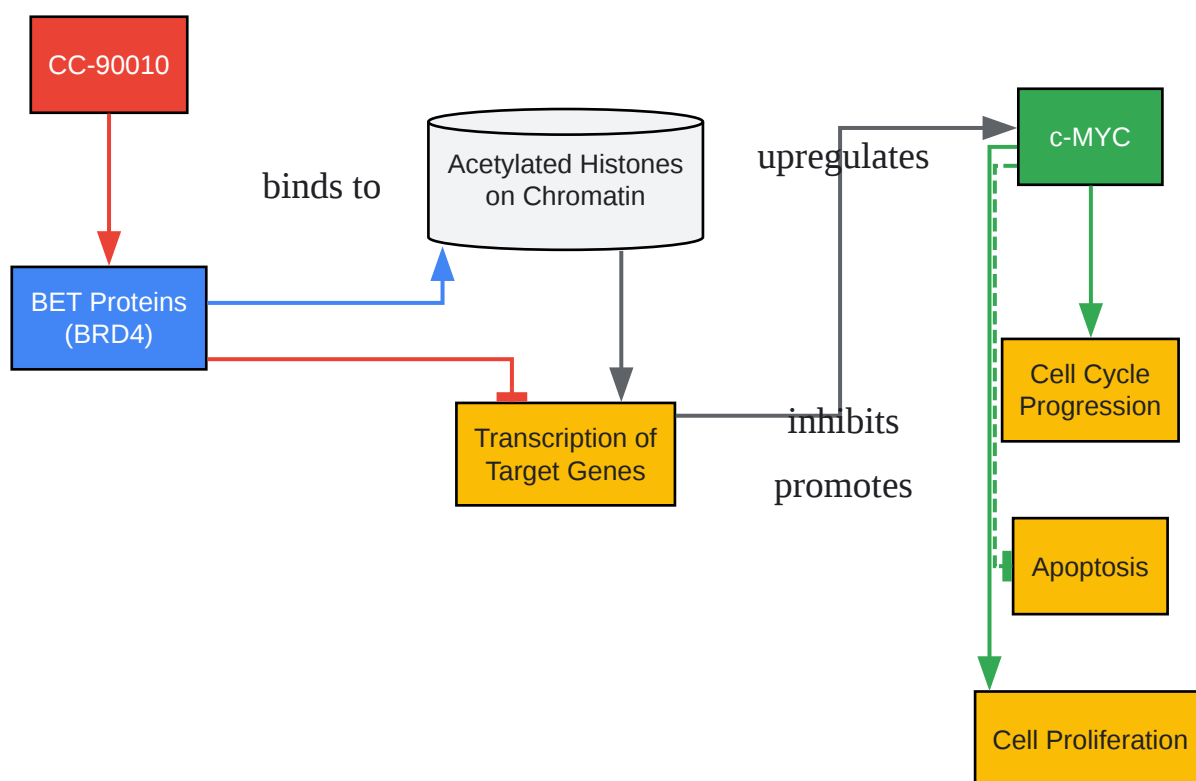 CC-90010
binds to
Acetylated Histones
on Chromatin
upregulates
c-MYC
BET Proteins
(BRD4)
Transcription of
Target Genes
inhibits
promotes
Cell Cycle
Progression
Apoptosis
Cell Proliferation